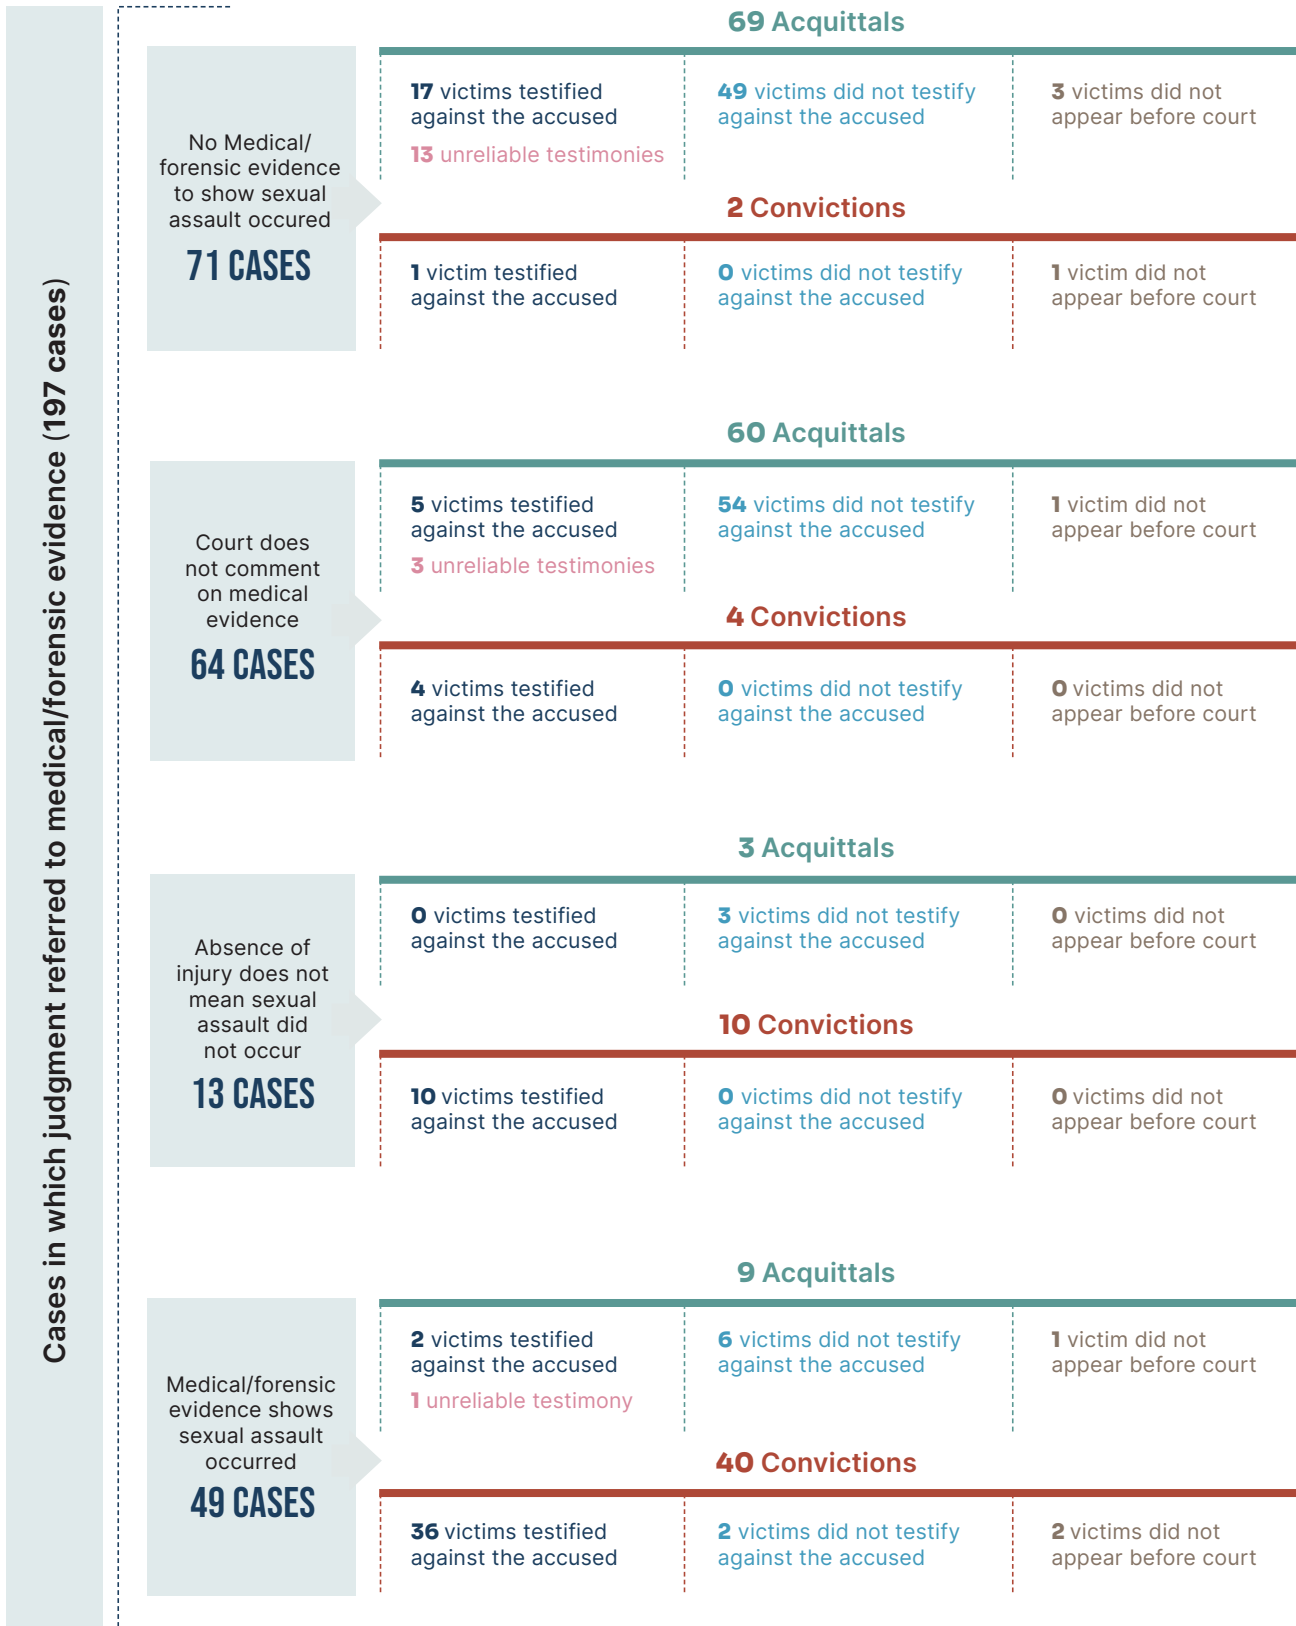 Cases in which judgment referred to medical/forensic evidence (197 cases)
No Medical/
forensic evidence
to show sexual
assault occured
71 CASES
69 Acquittals
17 victims testified
against the accused
13 unreliable testimonies
49 victims did not testify
against the accused
3 victims did not
appear before court
2 Convictions
1 victim testified
against the accused
0 victims did not testify
against the accused
1 victim did not
appear before court
Court does
not comment
on medical
evidence
64 CASES
60 Acquittals
5 victims testified
against the accused
3 unreliable testimonies
54 victims did not testify
against the accused
1 victim did not
appear before court
4 Convictions
4 victims testified
against the accused
0 victims did not testify
against the accused
0 victims did not
appear before court
Absence of
injury does not
mean sexual
assault did
not occur
13 CASES
3 Acquittals
0 victims testified
against the accused
3 victims did not testify
against the accused
0 victims did not
appear before court
10 Convictions
10 victims testified
against the accused
0 victims did not testify
against the accused
0 victims did not
appear before court
Medical/forensic
evidence shows
sexual assault
occurred
49 CASES
9 Acquittals
2 victims testified
against the accused
1 unreliable testimony
6 victims did not testify
against the accused
1 victim did not
appear before court
40 Convictions
36 victims testified
against the accused
2 victims did not testify
against the accused
2 victims did not
appear before court